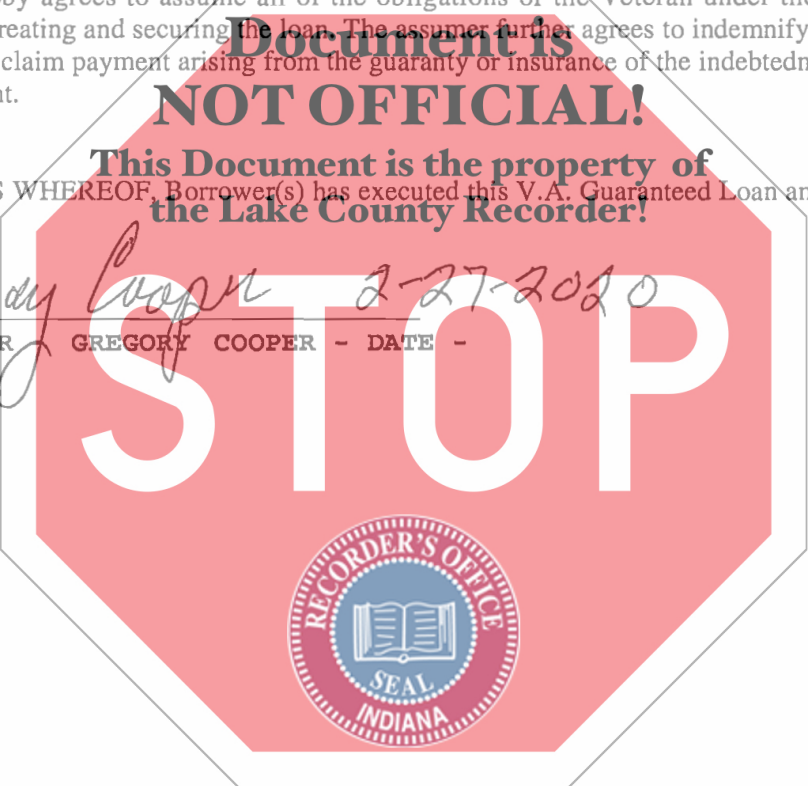 by agrees to assume all of the obligations of the Veteran under the
reating and securing the loan. The assumer further agrees to indemnify
Document is
claim payment arising from the guaranty or insurance of the indebtedn
NOT OFFICIAL!
This Document is the property of
S WHEREOF, Borrower(s) has executed this V.A. Guaranteed Loan an
the Lake County Recorder!
Cooper 2-27-2020
R GREGORY COOPER - DATE -
STOP
RECORDER'S OFFICE
SEAL
INDIANA